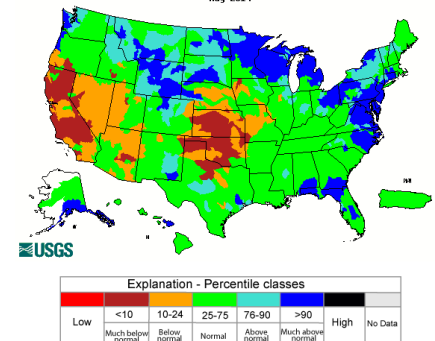 PR
USGS
Explanation - Percentile classes
Low <10 10-24 25-75 76-90 >90 High No Data
Much below normal Below normal Normal Above normal Much above normal